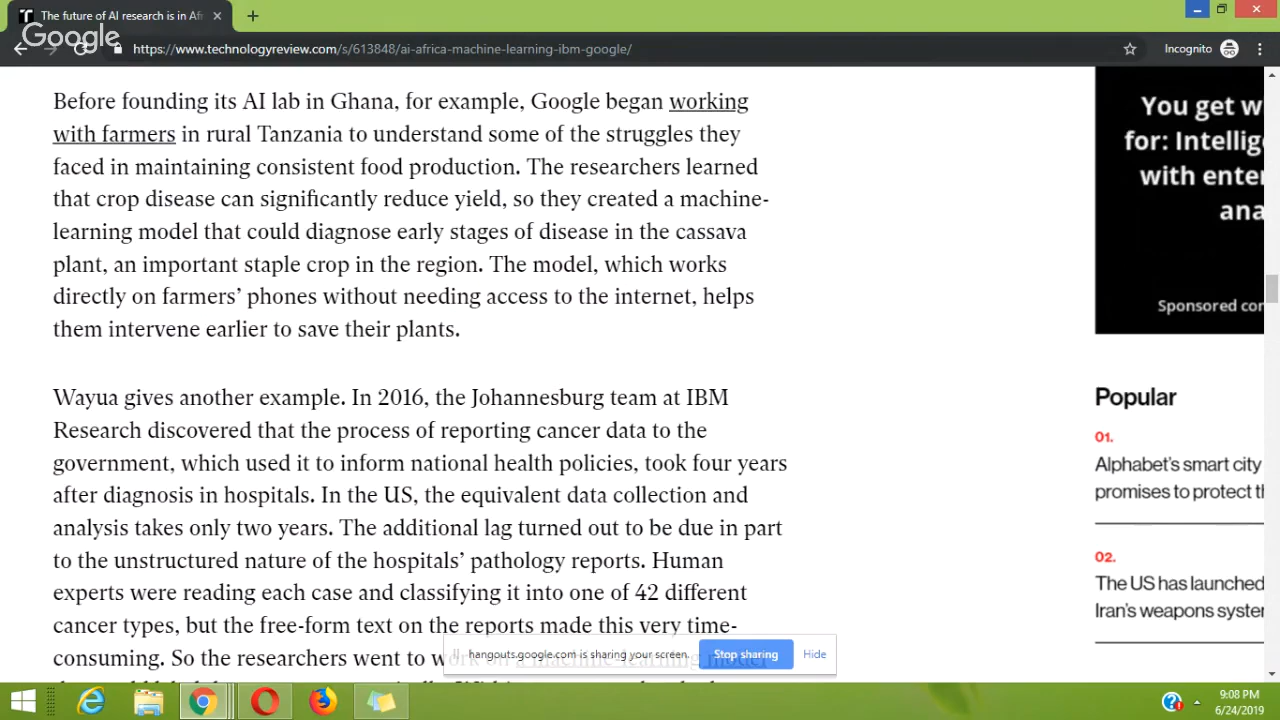 The future of AI research is in Af
Google
https://www.technologyreview.com/s/613848/ai-africa-machine-learning-ibm-google/
Incognito
Before founding its AI lab in Ghana, for example, Google began working
with farmers in rural Tanzania to understand some of the struggles they
faced in maintaining consistent food production. The researchers learned
that crop disease can significantly reduce yield, so they created a machine-
learning model that could diagnose early stages of disease in the cassava
plant, an important staple crop in the region. The model, which works
directly on farmers’ phones without needing access to the internet, helps
them intervene earlier to save their plants.
Wayua gives another example. In 2016, the Johannesburg team at IBM
Research discovered that the process of reporting cancer data to the
government, which used it to inform national health policies, took four years
after diagnosis in hospitals. In the US, the equivalent data collection and
analysis takes only two years. The additional lag turned out to be due in part
to the unstructured nature of the hospitals’ pathology reports. Human
experts were reading each case and classifying it into one of 42 different
cancer types, but the free-form text on the reports made this very time-
consuming. So the researchers went to
You get w
for: Intellig
with enter
ana
Sponsored con
Popular
01.
Alphabet’s smart city
promises to protect th
02.
The US has launched
Iran’s weapons system
hangouts.google.com is sharing your screen.
Stop sharing
Hide
9:08 PM
6/24/2019